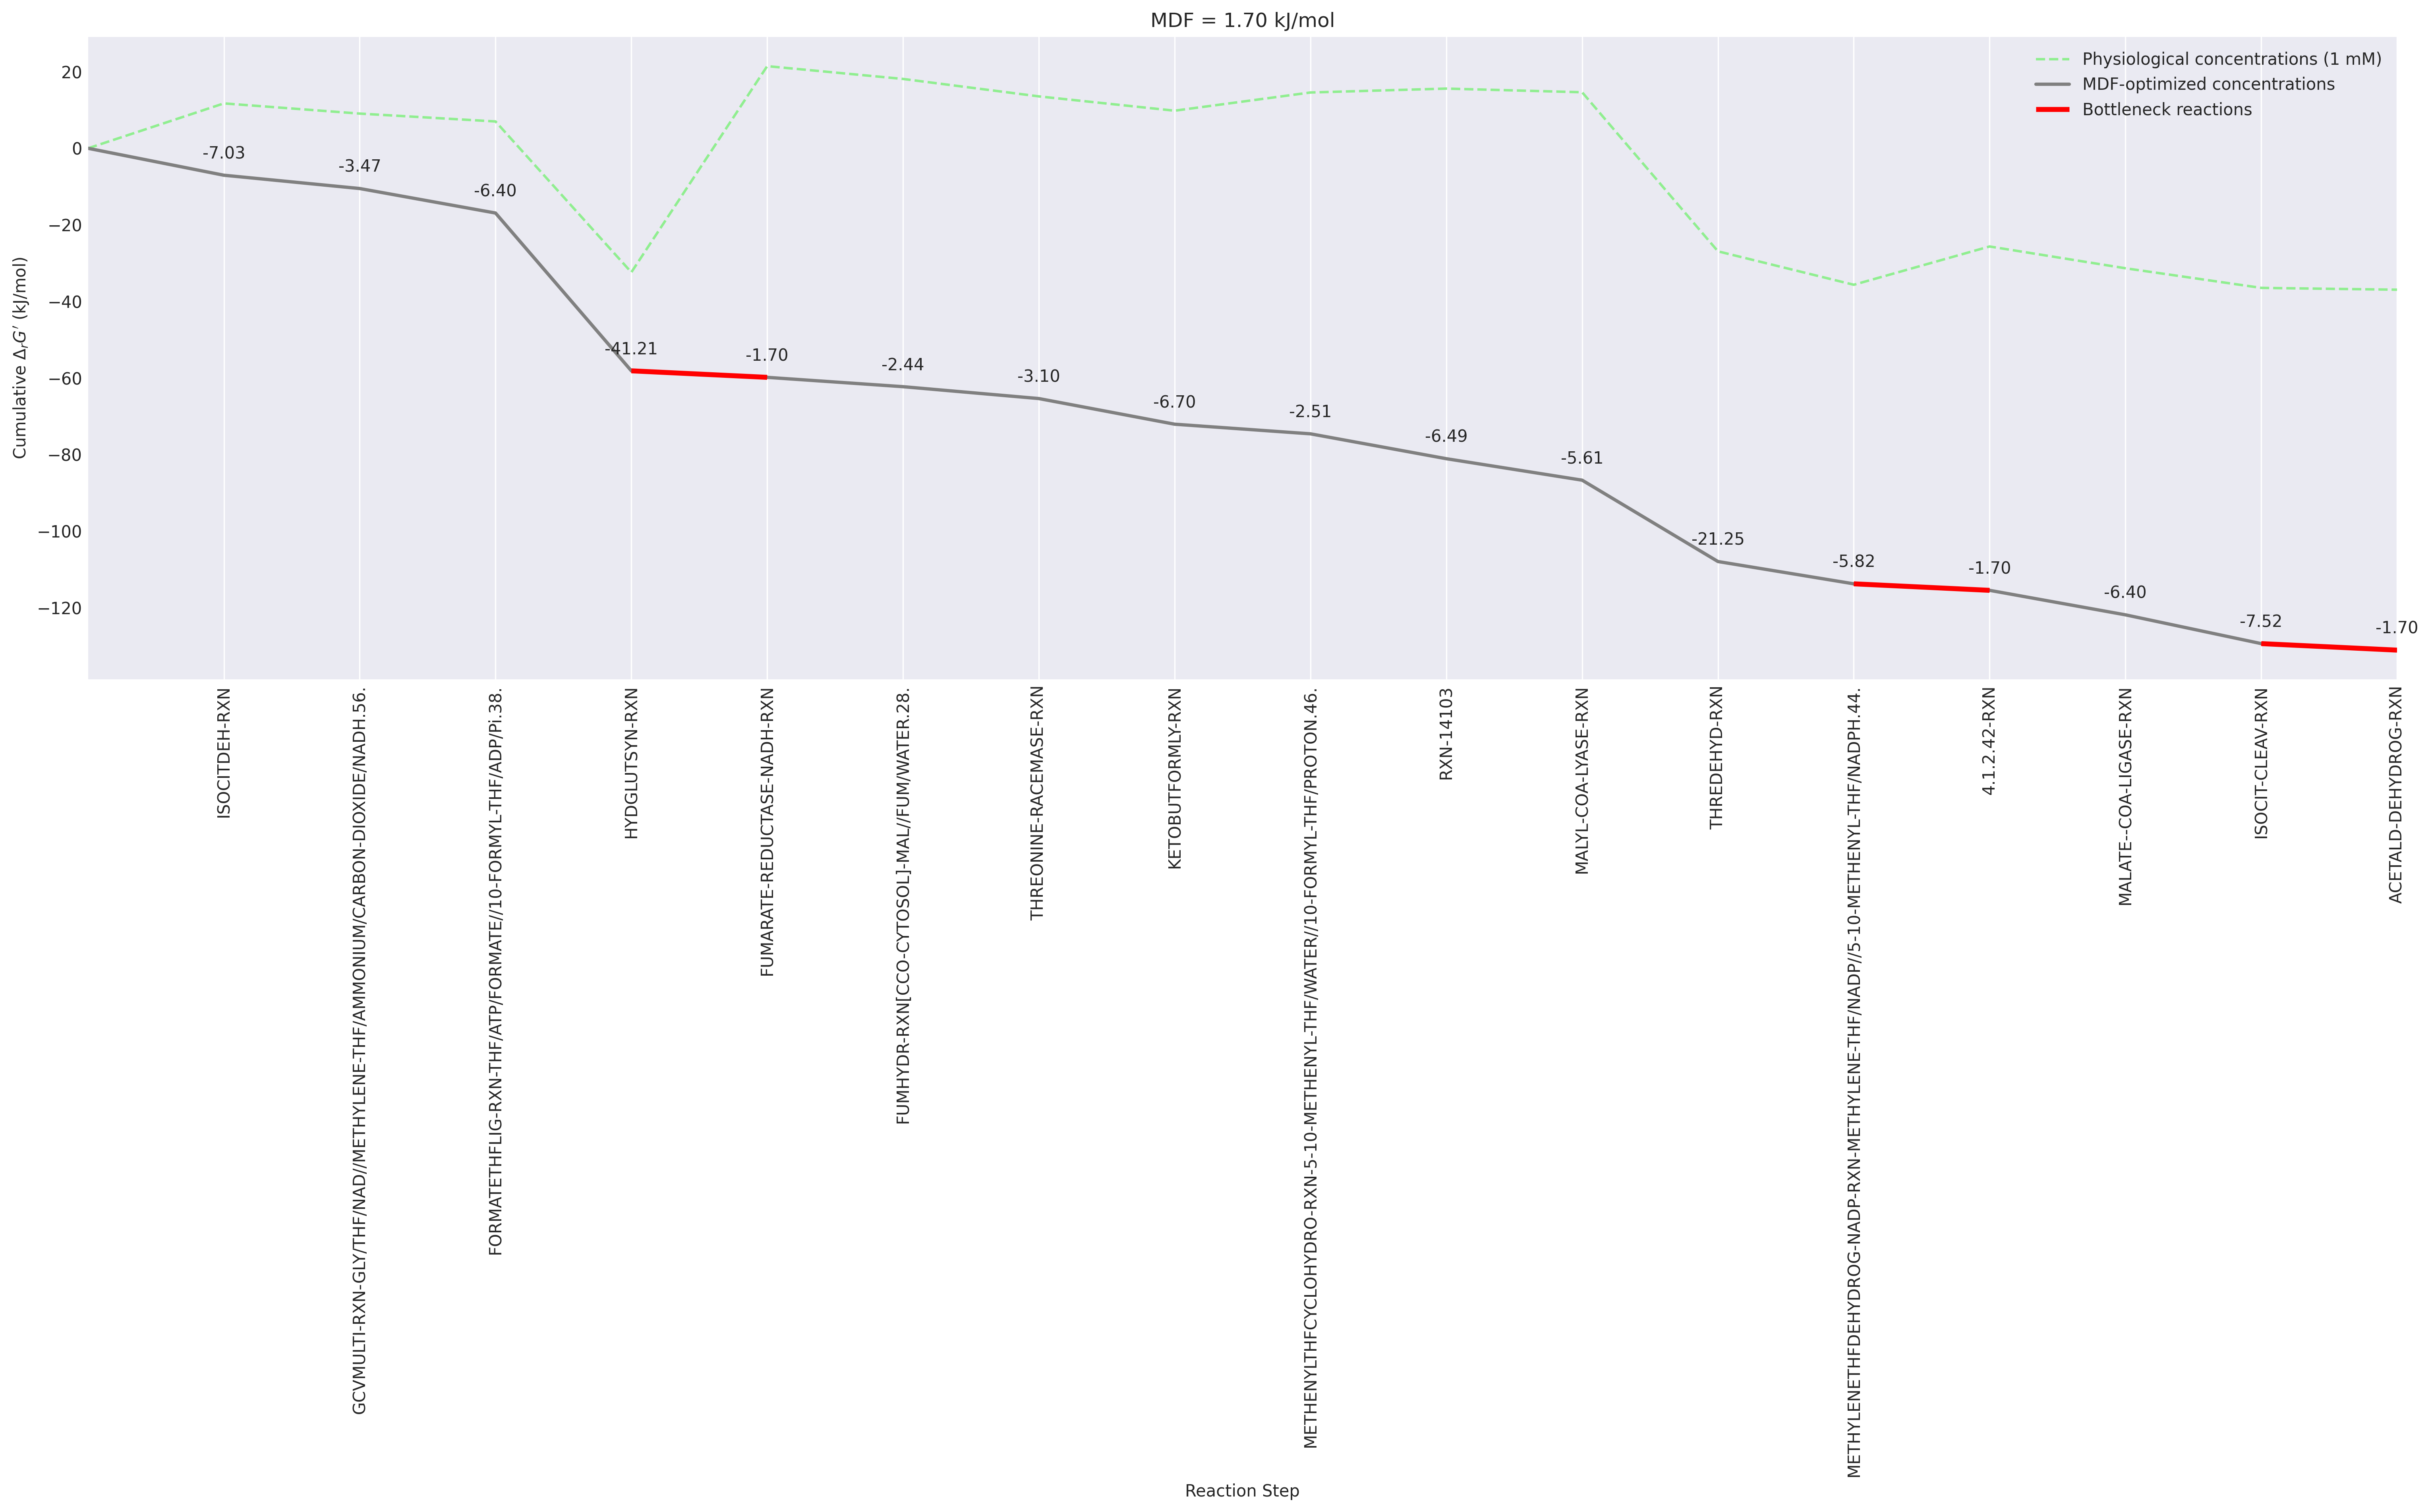 MDF = 1.70 kJ/mol
Physiological concentrations (1 mM)
MDF-optimized concentrations
Bottleneck reactions
Cumulative ΔrG′ (kJ/mol)
20
0
−20
−40
−60
−80
−100
−120
-7.03
-3.47
-6.40
-41.21
-1.70
-2.44
-3.10
-6.70
-2.51
-6.49
-5.61
-21.25
-5.82
-1.70
-6.40
-7.52
-1.70
ISOCITDEH-RXN
GCVMULTI-RXN-GLY/THF/NAD//METHYLENE-THF/AMMONIUM/CARBON-DIOXIDE/NADH.56.
FORMATETHFLIG-RXN-THF/ATP/FORMATE//10-FORMYL-THF/ADP/Pi.38.
HYDGLUTSYN-RXN
FUMARATE-REDUCTASE-NADH-RXN
FUMHYDR-RXN[CCO-CYTOSOL]-MAL//FUM/WATER.28.
THREONINE-RACEMASE-RXN
KETOBUTFORMLY-RXN
METHENYLTHFCYCLOHYDRO-RXN-5-10-METHENYL-THF/WATER//10-FORMYL-THF/PROTON.46.
RXN-14103
MALYL-COA-LYASE-RXN
THREDEHYD-RXN
METHYLENETHFDEHYDROG-NADP-RXN-METHYLENE-THF/NADP//5-10-METHENYL-THF/NADPH.44.
4.1.2.42-RXN
MALATE--COA-LIGASE-RXN
ISOCIT-CLEAV-RXN
ACETALD-DEHYDROG-RXN
Reaction Step